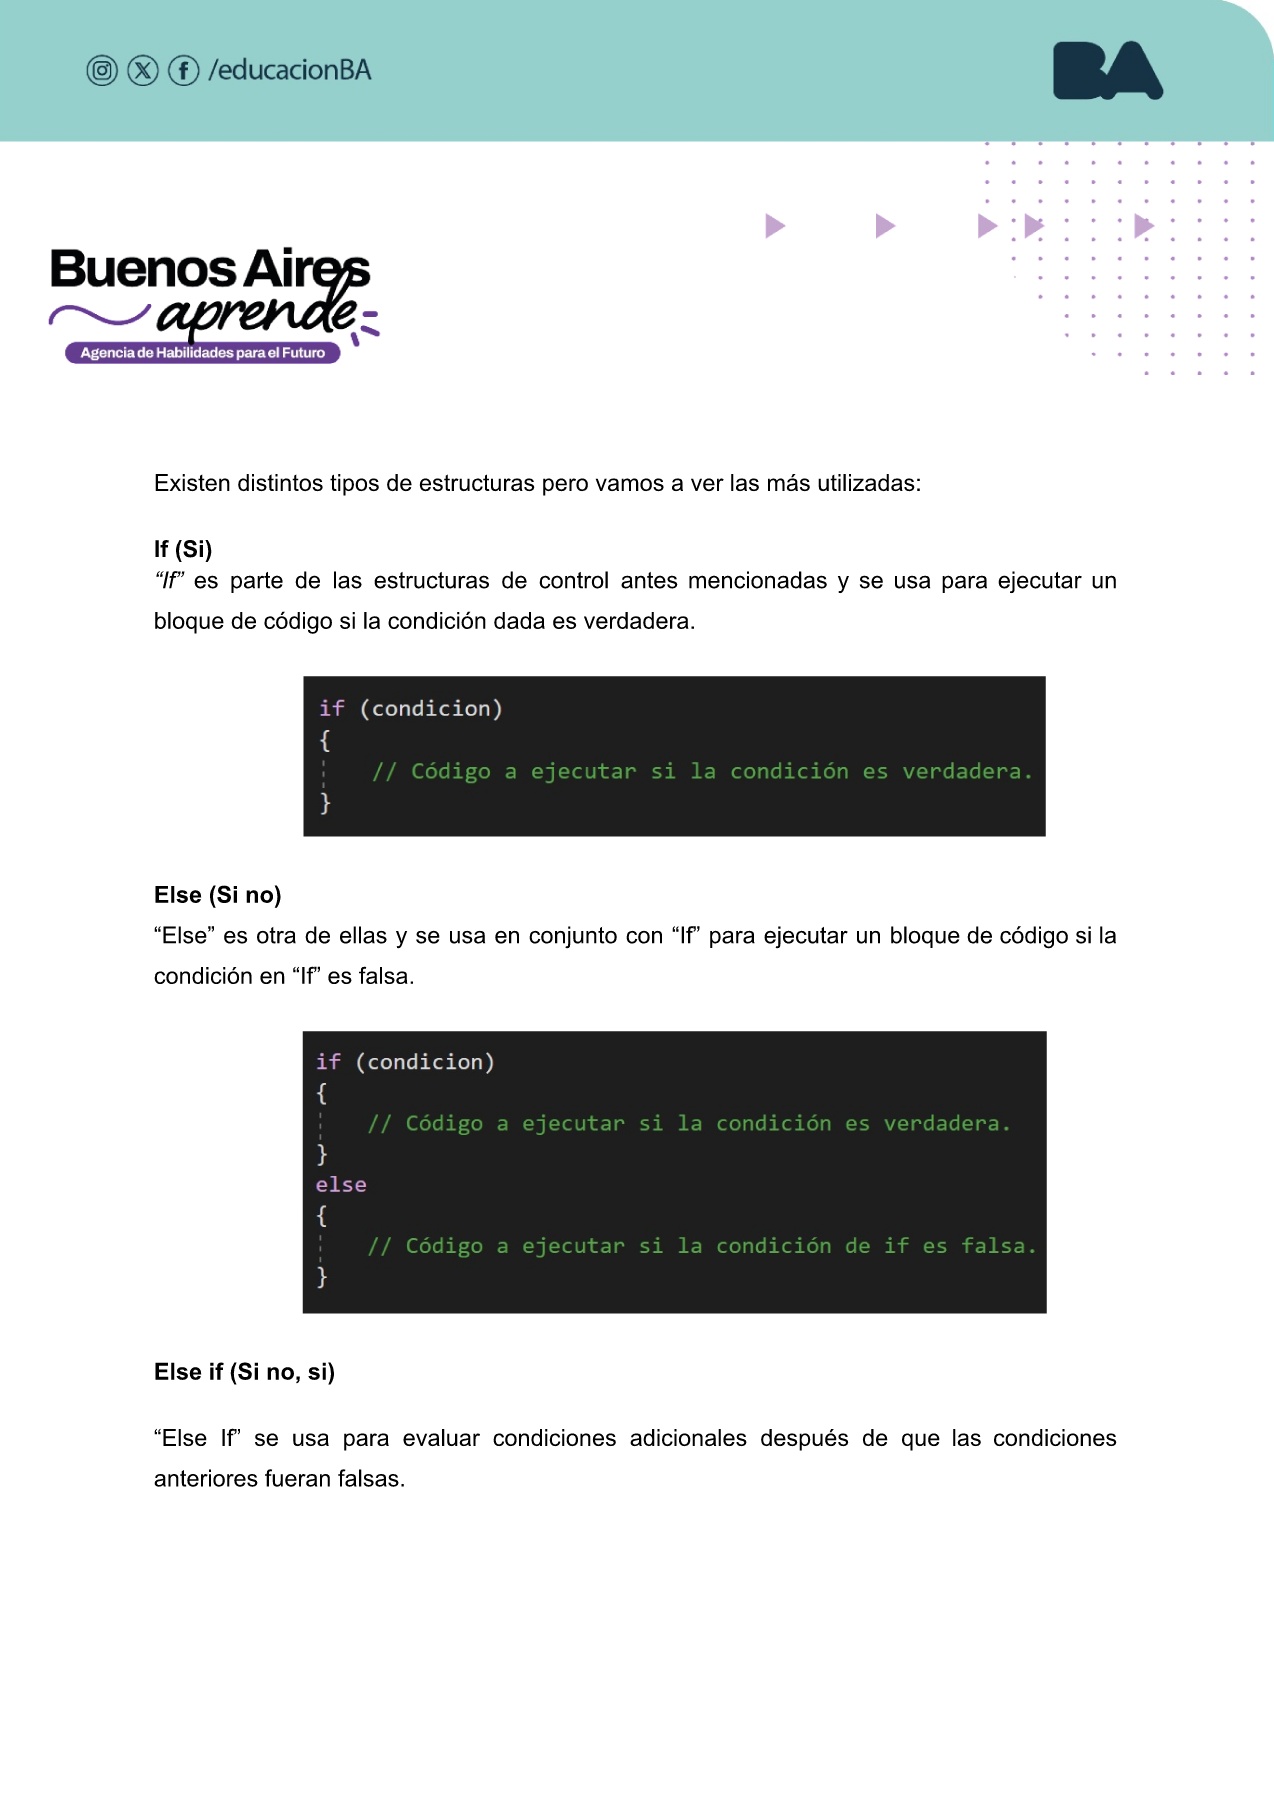 /educacionBA
BA
Buenos Aires
aprende
Agencia de Habilidades para el Futuro
Existen distintos tipos de estructuras pero vamos a ver las más utilizadas:
If (Si)
“If” es parte de las estructuras de control antes mencionadas y se usa para ejecutar un
bloque de código si la condición dada es verdadera.
if (condicion)
{
// Código a ejecutar si la condición es verdadera.
}
Else (Si no)
“Else” es otra de ellas y se usa en conjunto con “If” para ejecutar un bloque de código si la
condición en “If” es falsa.
if (condicion)
{
// Código a ejecutar si la condición es verdadera.
}
else
{
// Código a ejecutar si la condición de if es falsa.
}
Else if (Si no, si)
“Else If” se usa para evaluar condiciones adicionales después de que las condiciones
anteriores fueran falsas.